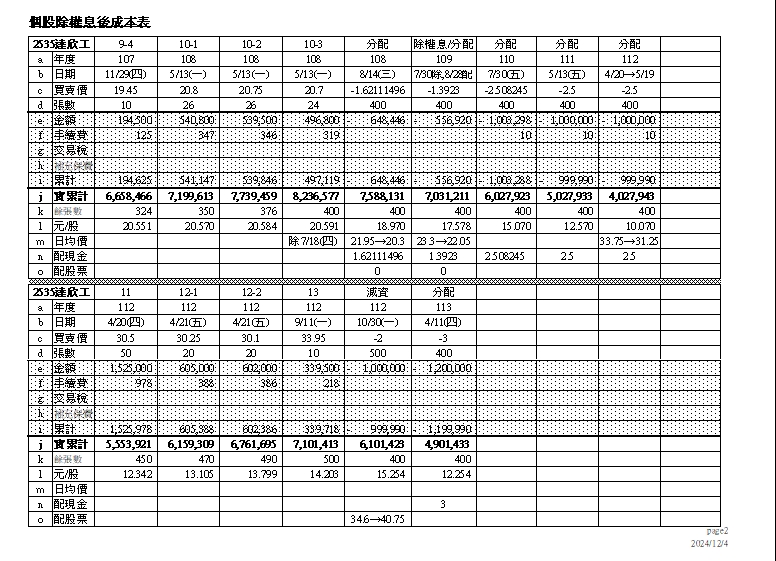 個股除權息後成本表
2535達欣工 9-4 10-1 10-2 10-3 分配 除權息/分配 分配 分配 分配
a 年度 107 108 108 108 108 109 110 111 112
b 日期 11/29(四) 5/13(一) 5/13(一) 5/13(一) 8/14(三) 7/30除,8/28配 7/30(五) 5/13(五) 4/20→5/19
c 買賣價 19.45 20.8 20.75 20.7 -1.62111496 -1.3923 -2.508245 -2.5 -2.5
d 張數 10 26 26 24 400 400 400 400 400
e 金額 194,500 540,800 539,500 496,800 - 648,446 - 556,920 - 1,003,298 - 1,000,000 - 1,000,000
f 手續費 125 347 346 319 10 10 10
g 交易稅
h 補充保費
i 累計 194,625 541,147 539,846 497,119 - 648,446 - 556,920 - 1,003,288 - 999,990 - 999,990
j 實累計 6,658,466 7,199,613 7,739,459 8,236,577 7,588,131 7,031,211 6,027,923 5,027,933 4,027,943
k 餘張數 324 350 376 400 400 400 400 400 400
l 元/股 20.551 20.570 20.584 20.591 18.970 17.578 15.070 12.570 10.070
m 日均價 除7/18(四) 21.95→20.3 23.3→22.05 33.75→31.25
n 配現金 1.62111496 1.3923 2.508245 2.5 2.5
o 配股票 0 0
2535達欣工 11 12-1 12-2 13 減資 分配
a 年度 112 112 112 112 112 113
b 日期 4/20(四) 4/21(五) 4/21(五) 9/11(一) 10/30(一) 4/11(四)
c 買賣價 30.5 30.25 30.1 33.95 -2 -3
d 張數 50 20 20 10 500 400
e 金額 1,525,000 605,000 602,000 339,500 - 1,000,000 - 1,200,000
f 手續費 978 388 386 218
g 交易稅
h 補充保費
i 累計 1,525,978 605,388 602,386 339,718 - 999,990 - 1,199,990
j 實累計 5,553,921 6,159,309 6,761,695 7,101,413 6,101,423 4,901,433
k 餘張數 450 470 490 500 400 400
l 元/股 12.342 13.105 13.799 14.203 15.254 12.254
m 日均價
n 配現金 3
o 配股票 34.6→40.75
page2
2024/12/4